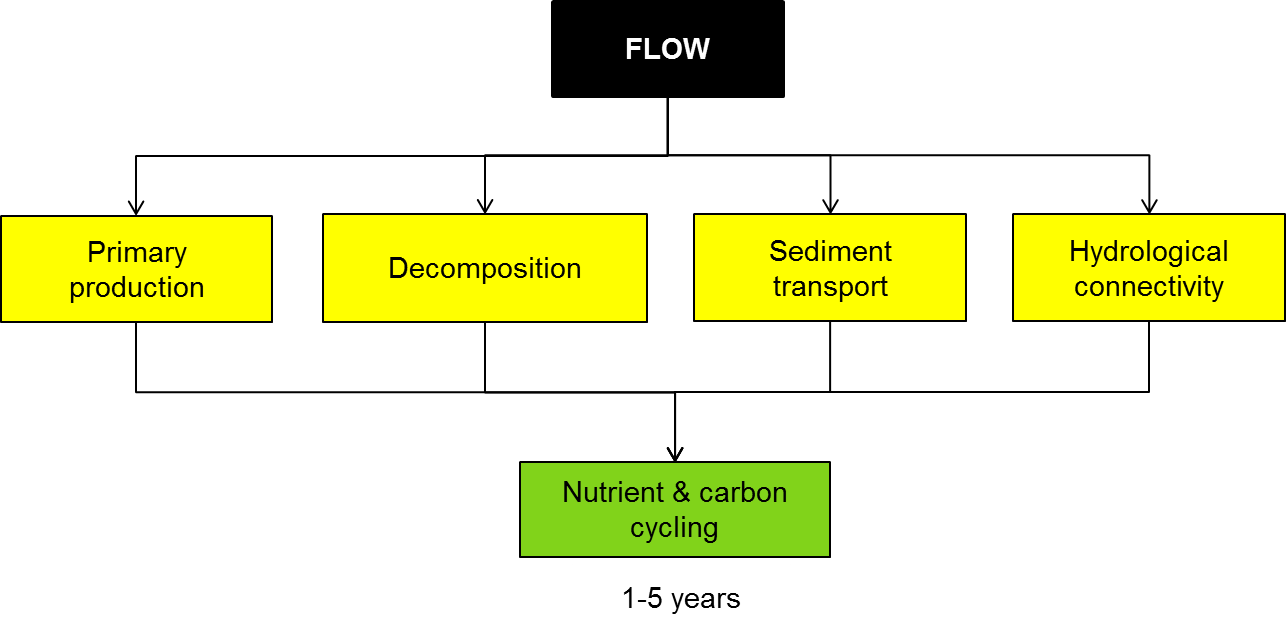 FLOW
Primary
production
Decomposition
Sediment
transport
Hydrological
connectivity
Nutrient & carbon
cycling
1-5 years